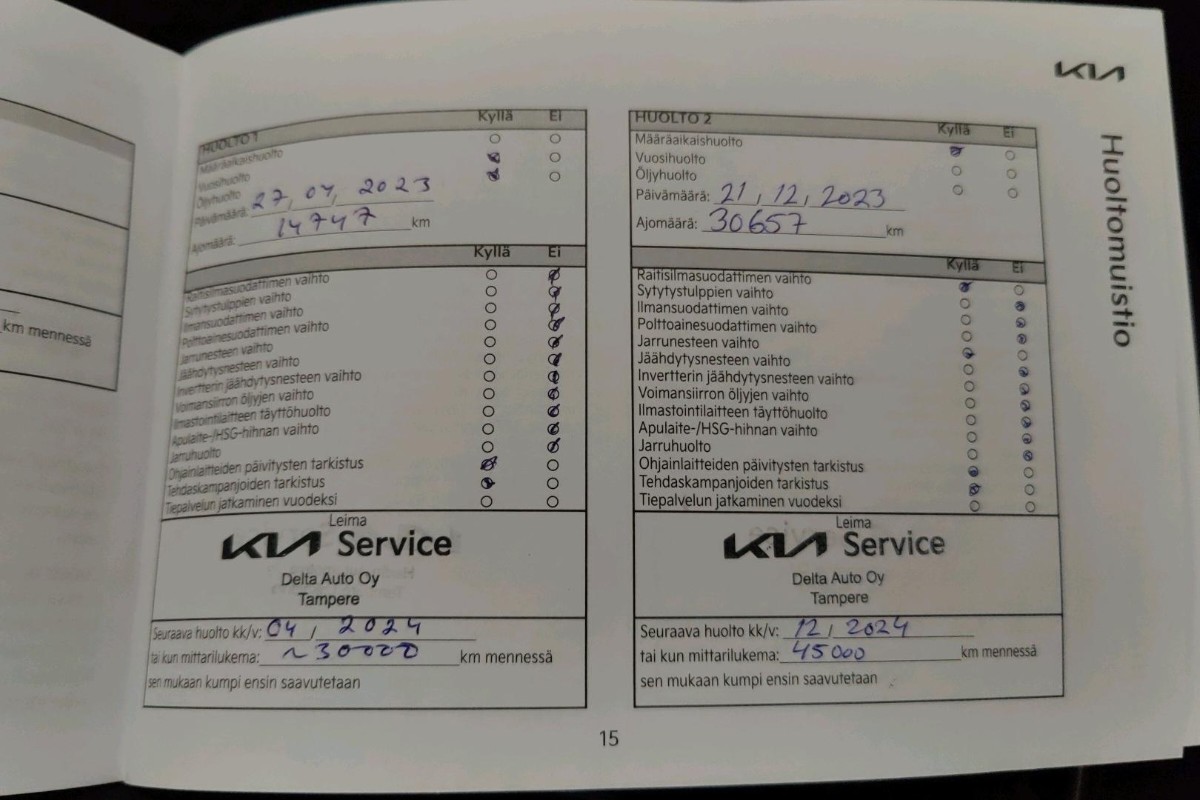 km mennessä
KIA
Huoltomuistio
HUOLTO 1 Kyllä Ei
Määräaikaishuolto
Vuosihuolto
Öljyhuolto
Päivämäärä: 27, 04, 2023
Ajomäärä: 14747 km
Kyllä Ei
Raitisilmasuodattimen vaihto
Sytytystulppien vaihto
Ilmansuodattimen vaihto
Polttoainesuodattimen vaihto
Jarrunesteen vaihto
Jäähdytysnesteen vaihto
Invertterin jäähdytysnesteen vaihto
Voimansiirron öljyjen vaihto
Ilmastointilaitteen täyttöhuolto
Apulaite-/HSG-hihnan vaihto
Jarruhuolto
Ohjainlaitteiden päivitysten tarkistus
Tehdaskampanjoiden tarkistus
Tiepalvelun jatkaminen vuodeksi
Leima
KIA Service
Delta Auto Oy
Tampere
Seuraava huolto kk/v: 04 / 2024
tai kun mittarilukema: ~30000 km mennessä
sen mukaan kumpi ensin saavutetaan
HUOLTO 2 Kyllä Ei
Määräaikaishuolto
Vuosihuolto
Öljyhuolto
Päivämäärä: 21, 12, 2023
Ajomäärä: 30657 km
Kyllä Ei
Raitisilmasuodattimen vaihto
Sytytystulppien vaihto
Ilmansuodattimen vaihto
Polttoainesuodattimen vaihto
Jarrunesteen vaihto
Jäähdytysnesteen vaihto
Invertterin jäähdytysnesteen vaihto
Voimansiirron öljyjen vaihto
Ilmastointilaitteen täyttöhuolto
Apulaite-/HSG-hihnan vaihto
Jarruhuolto
Ohjainlaitteiden päivitysten tarkistus
Tehdaskampanjoiden tarkistus
Tiepalvelun jatkaminen vuodeksi
Leima
KIA Service
Delta Auto Oy
Tampere
Seuraava huolto kk/v: 12 / 2024
tai kun mittarilukema: 45000 km mennessä
sen mukaan kumpi ensin saavutetaan
15